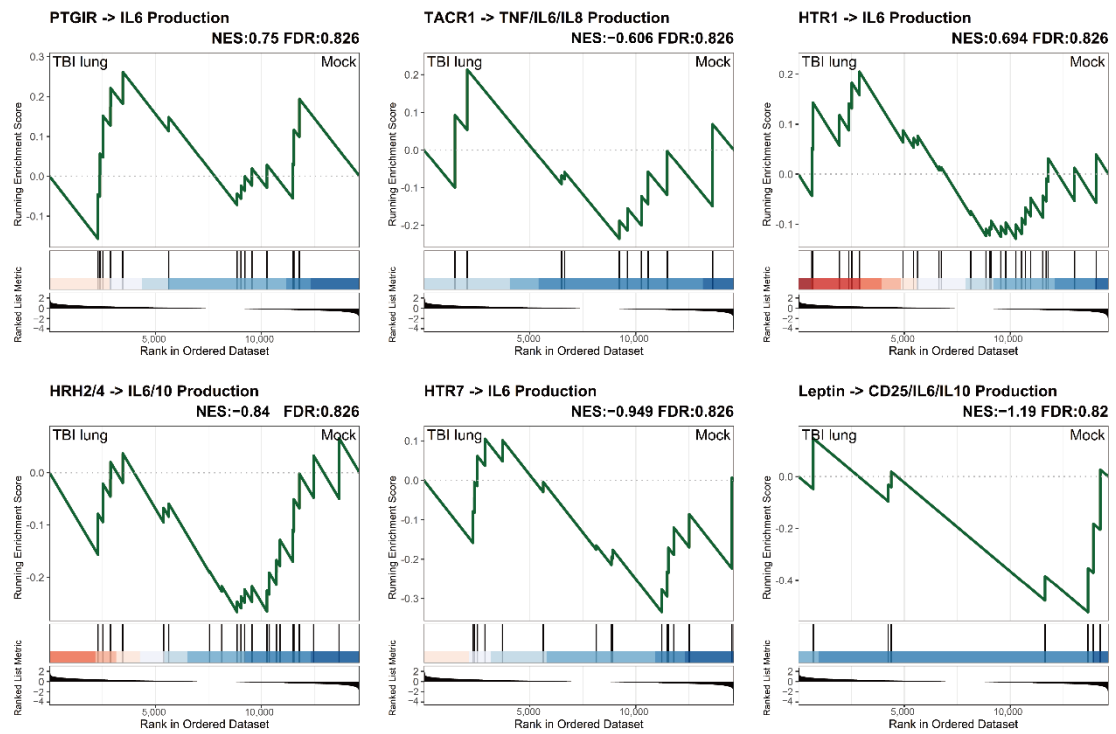 PTGIR -> IL6 Production
NES:0.75 FDR:0.826
TBI lung Mock
Running Enrichment Score
0.3
0.2
0.1
0.0
−0.1
Ranked List Metric
2
0
−2
−4
5,000 10,000
Rank in Ordered Dataset
TACR1 -> TNF/IL6/IL8 Production
NES:−0.606 FDR:0.826
TBI lung Mock
Running Enrichment Score
0.2
0.1
0.0
−0.1
−0.2
Ranked List Metric
2
0
−2
−4
5,000 10,000
Rank in Ordered Dataset
HTR1 -> IL6 Production
NES:0.694 FDR:0.826
TBI lung Mock
Running Enrichment Score
0.2
0.1
0.0
−0.1
Ranked List Metric
2
0
−2
−4
5,000 10,000
Rank in Ordered Dataset
HRH2/4 -> IL6/10 Production
NES:−0.84 FDR:0.826
TBI lung Mock
Running Enrichment Score
0.0
−0.1
−0.2
Ranked List Metric
2
0
−2
−4
5,000 10,000
Rank in Ordered Dataset
HTR7 -> IL6 Production
NES:−0.949 FDR:0.826
TBI lung Mock
Running Enrichment Score
0.1
0.0
−0.1
−0.2
−0.3
Ranked List Metric
2
0
−2
−4
5,000 10,000
Rank in Ordered Dataset
Leptin -> CD25/IL6/IL10 Production
NES:−1.19 FDR:0.82
TBI lung Mock
Running Enrichment Score
0.0
−0.2
−0.4
Ranked List Metric
2
0
−2
−4
5,000 10,000
Rank in Ordered Dataset